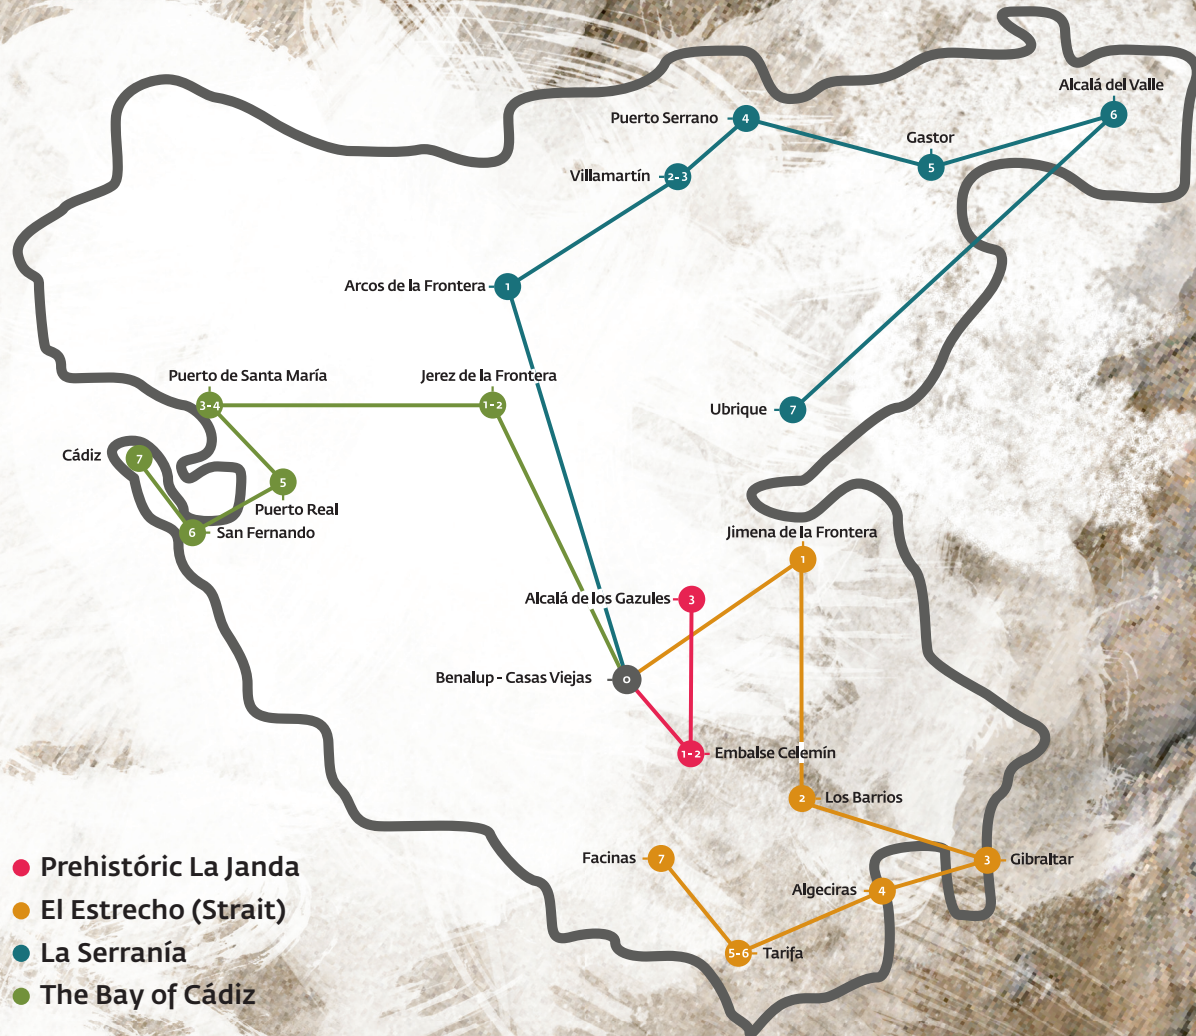 Alcalá del Valle
6
Puerto Serrano
4
Gastor
5
Villamartín
2-3
Arcos de la Frontera
1
Puerto de Santa María
3-4
Jerez de la Frontera
1-2
Ubrique
7
Cádiz
7
5
Puerto Real
6
San Fernando
Jimena de la Frontera
1
Alcalá de los Gazules
3
Benalup - Casas Viejas
0
1-2
Embalse Celemín
2
Los Barrios
Facinas
7
3
Gibraltar
Algeciras
4
5-6
Tarifa
Prehistóric La Janda
El Estrecho (Strait)
La Serranía
The Bay of Cádiz